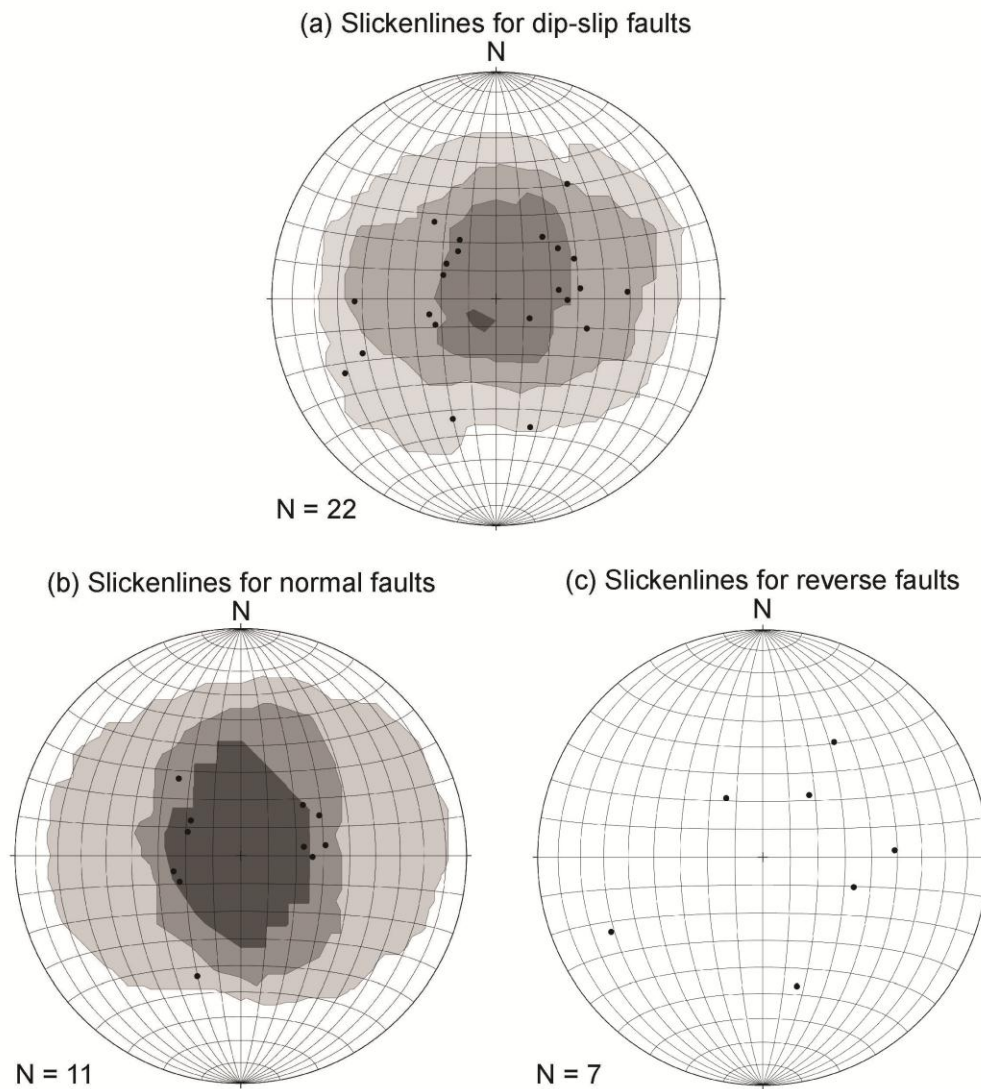 (a) Slickenlines for dip-slip faults
N
N = 22
(b) Slickenlines for normal faults
N
N = 11
(c) Slickenlines for reverse faults
N
N = 7